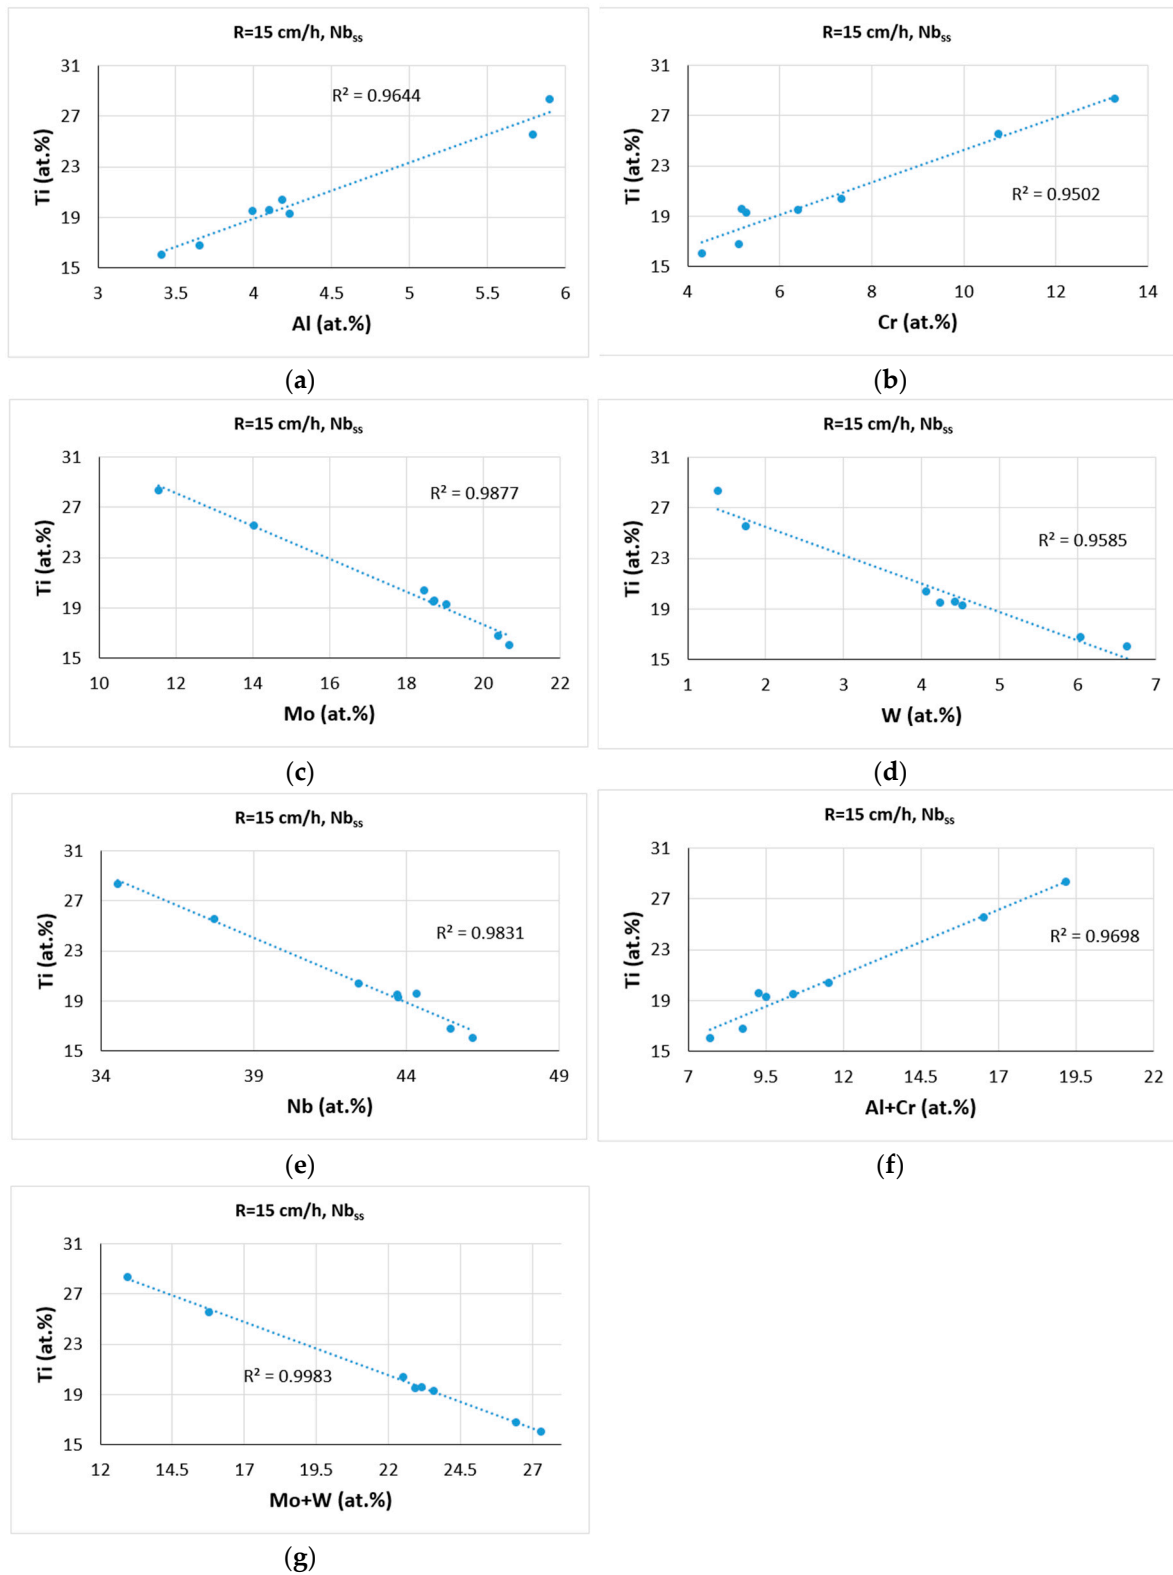 R=15 cm/h, Nbss
R² = 0.9644
Ti (at.%)
31
27
23
19
15
3 3.5 4 4.5 5 5.5 6
Al (at.%)
(a)
R=15 cm/h, Nbss
R² = 0.9502
Ti (at.%)
31
27
23
19
15
4 6 8 10 12 14
Cr (at.%)
(b)
R=15 cm/h, Nbss
R² = 0.9877
Ti (at.%)
31
27
23
19
15
10 12 14 16 18 20 22
Mo (at.%)
(c)
R=15 cm/h, Nbss
R² = 0.9585
Ti (at.%)
31
27
23
19
15
1 2 3 4 5 6 7
W (at.%)
(d)
R=15 cm/h, Nbss
R² = 0.9831
Ti (at.%)
31
27
23
19
15
34 39 44 49
Nb (at.%)
(e)
R=15 cm/h, Nbss
R² = 0.9698
Ti (at.%)
31
27
23
19
15
7 9.5 12 14.5 17 19.5 22
Al+Cr (at.%)
(f)
R=15 cm/h, Nbss
R² = 0.9983
Ti (at.%)
31
27
23
19
15
12 14.5 17 19.5 22 24.5 27
Mo+W (at.%)
(g)